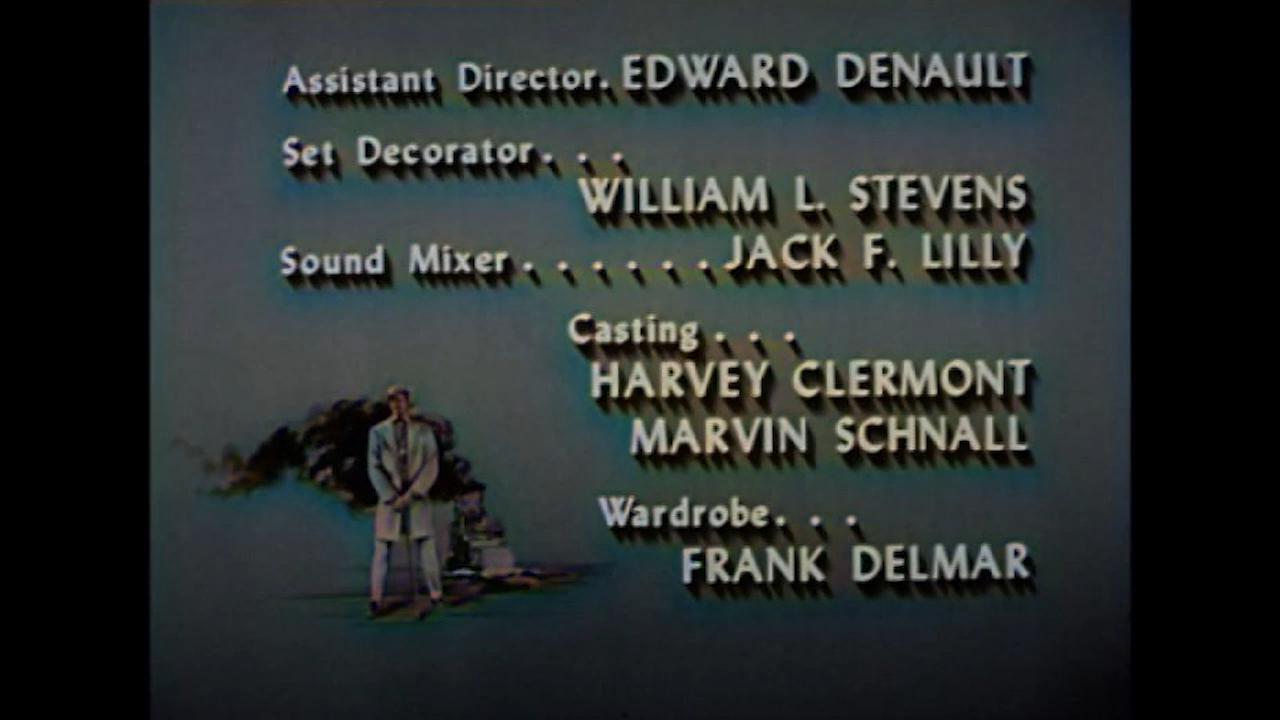 Assistant Director. EDWARD DENAULT
Set Decorator. . .
WILLIAM L. STEVENS
Sound Mixer . . . . . . JACK F. LILLY
Casting . . .
HARVEY CLERMONT
MARVIN SCHNALL
Wardrobe. . .
FRANK DELMAR